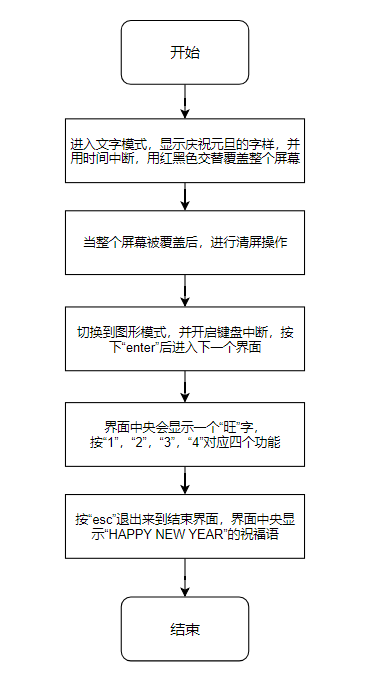 开始
进入文字模式，显示庆祝元旦的字样，并
用时间中断，用红黑色交替覆盖整个屏幕
当整个屏幕被覆盖后，进行清屏操作
切换到图形模式，并开启键盘中断，按
下“enter”后进入下一个界面
界面中央会显示一个“旺”字，
按“1”，“2”，“3”，“4”对应四个功能
按“esc”退出来到结束界面，界面中央显
示“HAPPY NEW YEAR”的祝福语
结束